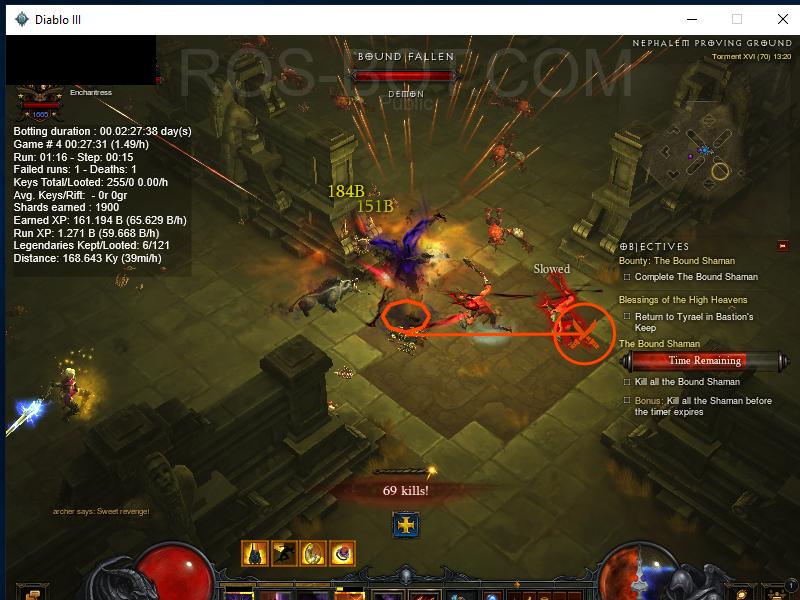 Diablo III
ROS-BOT.COM
Public
BOUND FALLEN
DEMON
NEPHALEM PROVING GROUND
Torment XVI (70) 13:20
Enchantress
1665
Botting duration : 00.02:27:38 day(s)
Game # 4 00:27:31 (1.49/h)
Run: 01:16 - Step: 00:15
Failed runs: 1 - Deaths: 1
Keys Total/Looted: 255/0 0.00/h
Avg. Keys/Rift: - 0r 0gr
Shards earned : 1900
Earned XP: 161.194 B (65.629 B/h)
Run XP: 1.271 B (59.668 B/h)
Legendaries Kept/Looted: 6/121
Distance: 168.643 Ky (39mi/h)
184B
151B
Slowed
OBJECTIVES
Bounty: The Bound Shaman
Complete The Bound Shaman
Blessings of the High Heavens
Return to Tyrael in Bastion's
Keep
The Bound Shaman
Time Remaining
Kill all the Bound Shaman
Bonus: Kill all the Shaman before
the timer expires
69 kills!
archer says: Sweet revenge!
1